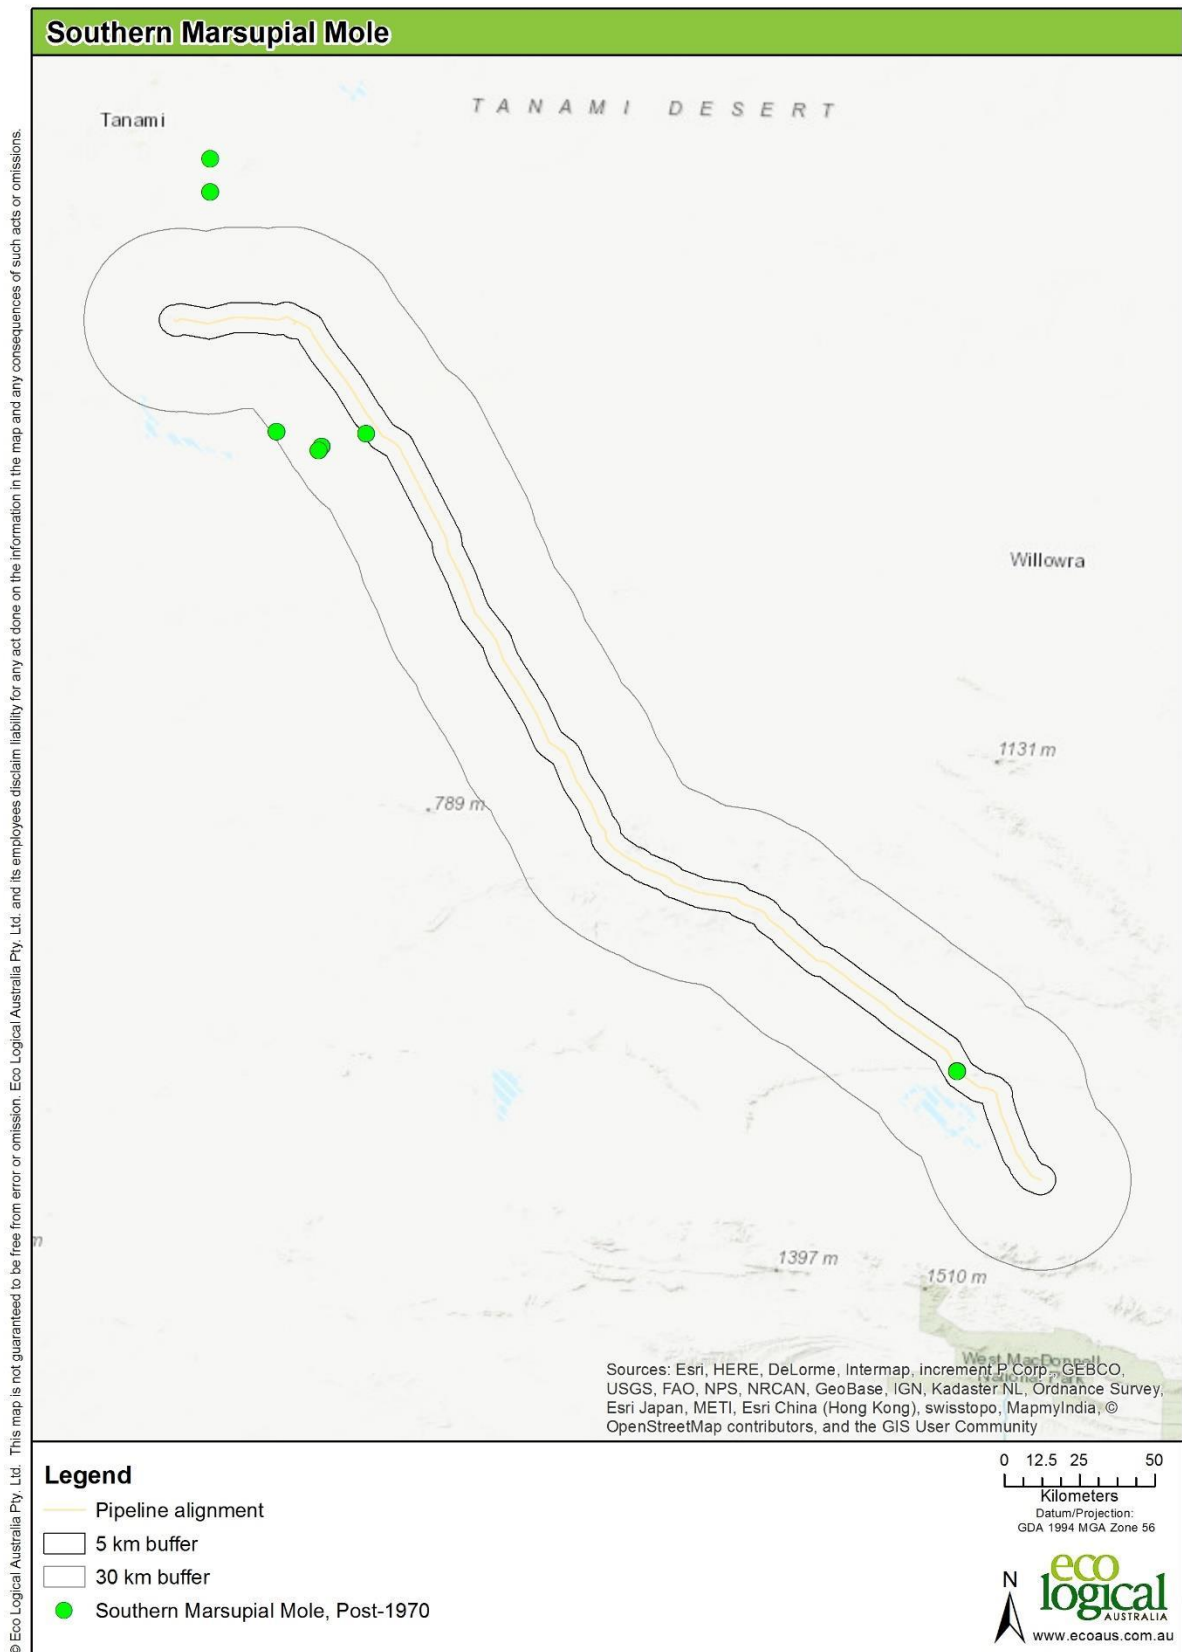 Southern Marsupial Mole
TANAMI DESERT
Tanami
Willowra
1131 m
789 m
m
1397 m
1510 m
West MacDonnell
National Park
Sources: Esri, HERE, DeLorme, Intermap, increment P Corp., GEBCO,
USGS, FAO, NPS, NRCAN, GeoBase, IGN, Kadaster NL, Ordnance Survey,
Esri Japan, METI, Esri China (Hong Kong), swisstopo, MapmyIndia, ©
OpenStreetMap contributors, and the GIS User Community
© Eco Logical Australia Pty. Ltd. This map is not guaranteed to be free from error or omission. Eco Logical Australia Pty. Ltd. and its employees disclaim liability for any act done on the information in the map and any consequences of such acts or omissions.
Legend
Pipeline alignment
5 km buffer
30 km buffer
Southern Marsupial Mole, Post-1970
0 12.5 25 50
Kilometers
Datum/Projection:
GDA 1994 MGA Zone 56
N
eco
logical
AUSTRALIA
www.ecoaus.com.au